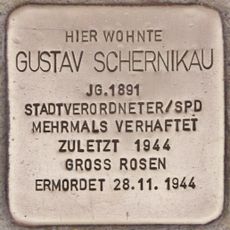 HIER WOHNTE
GUSTAV SCHERNIKAU
JG.1891
STADTVERORDNETER/SPD
MEHRMALS VERHAFTET
ZULETZT 1944
GROSS ROSEN
ERMORDET 28.11.1944